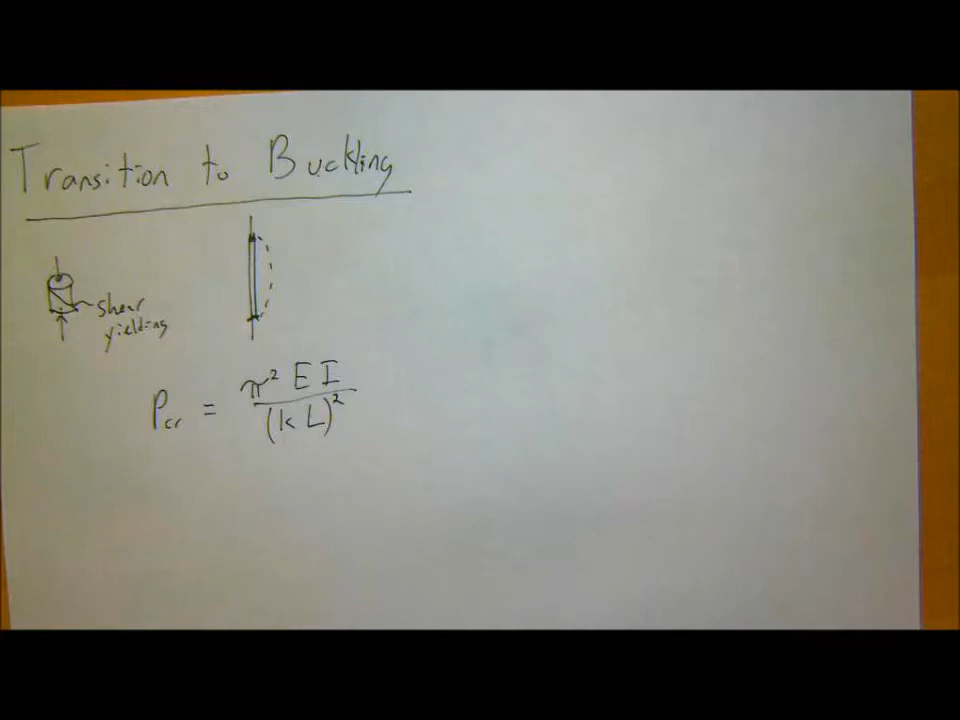 Transition to Buckling
shear
yielding
Pcr = π² E I
(k L)²